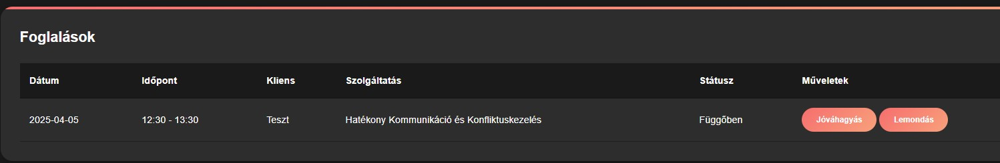 Foglalások
Dátum Időpont Kliens Szolgáltatás Státusz Műveletek
2025-04-05 12:30 - 13:30 Teszt Hatékony Kommunikáció és Konfliktuskezelés Függőben Jóváhagyás Lemondás